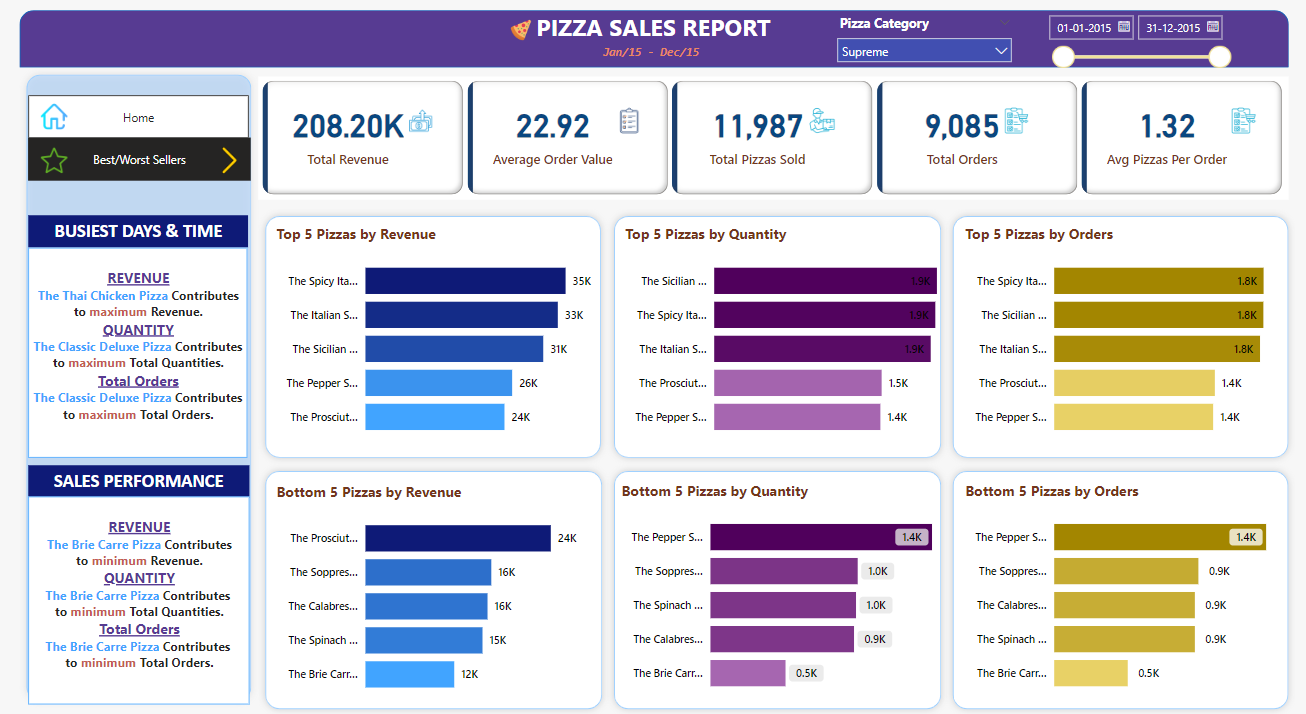 PIZZA SALES REPORT
Jan/15 - Dec/15
Pizza Category
Supreme
01-01-2015
31-12-2015
Home
Best/Worst Sellers
208.20K
Total Revenue
22.92
Average Order Value
11,987
Total Pizzas Sold
9,085
Total Orders
1.32
Avg Pizzas Per Order
BUSIEST DAYS & TIME
REVENUE
The Thai Chicken Pizza Contributes
to maximum Revenue.
QUANTITY
The Classic Deluxe Pizza Contributes
to maximum Total Quantities.
Total Orders
The Classic Deluxe Pizza Contributes
to maximum Total Orders.
SALES PERFORMANCE
REVENUE
The Brie Carre Pizza Contributes
to minimum Revenue.
QUANTITY
The Brie Carre Pizza Contributes
to minimum Total Quantities.
Total Orders
The Brie Carre Pizza Contributes
to minimum Total Orders.
Top 5 Pizzas by Revenue
The Spicy Ita... 35K
The Italian S... 33K
The Sicilian ... 31K
The Pepper S... 26K
The Prosciut... 24K
Top 5 Pizzas by Quantity
The Sicilian ... 1.9K
The Spicy Ita... 1.9K
The Italian S... 1.9K
The Prosciut... 1.5K
The Pepper S... 1.4K
Top 5 Pizzas by Orders
The Spicy Ita... 1.8K
The Sicilian ... 1.8K
The Italian S... 1.8K
The Prosciut... 1.4K
The Pepper S... 1.4K
Bottom 5 Pizzas by Revenue
The Prosciut... 24K
The Soppres... 16K
The Calabres... 16K
The Spinach ... 15K
The Brie Carr... 12K
Bottom 5 Pizzas by Quantity
The Pepper S... 1.4K
The Soppres... 1.0K
The Spinach ... 1.0K
The Calabres... 0.9K
The Brie Carr... 0.5K
Bottom 5 Pizzas by Orders
The Pepper S... 1.4K
The Soppres... 0.9K
The Calabres... 0.9K
The Spinach ... 0.9K
The Brie Carr... 0.5K